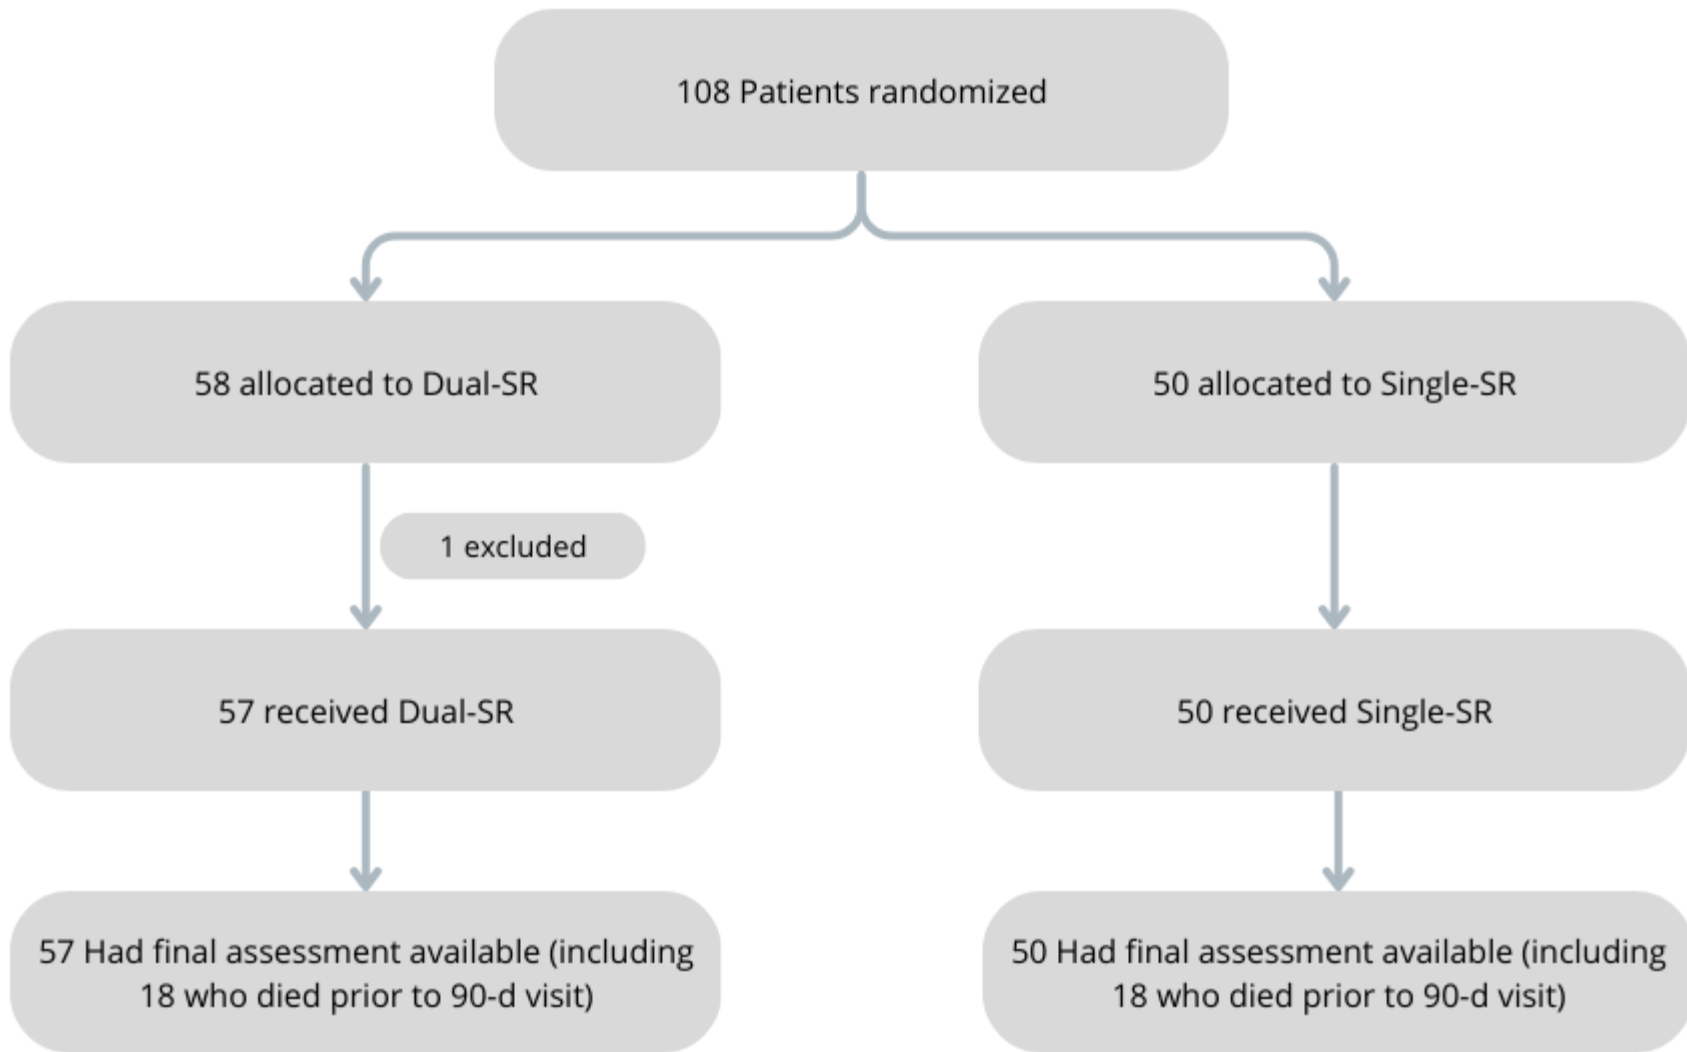 108 Patients randomized
58 allocated to Dual-SR
50 allocated to Single-SR
1 excluded
57 received Dual-SR
50 received Single-SR
57 Had final assessment available (including
18 who died prior to 90-d visit)
50 Had final assessment available (including
18 who died prior to 90-d visit)